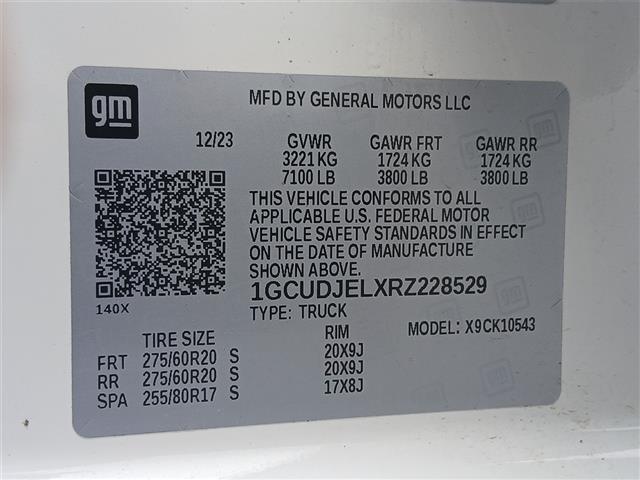 gm
MFD BY GENERAL MOTORS LLC
12/23 GVWR GAWR FRT GAWR RR
3221 KG 1724 KG 1724 KG
7100 LB 3800 LB 3800 LB
THIS VEHICLE CONFORMS TO ALL
APPLICABLE U.S. FEDERAL MOTOR
VEHICLE SAFETY STANDARDS IN EFFECT
ON THE DATE OF MANUFACTURE
SHOWN ABOVE.
140X
1GCUDJELXRZ228529
TYPE: TRUCK MODEL: X9CK10543
TIRE SIZE RIM
FRT 275/60R20 S 20X9J
RR 275/60R20 S 20X9J
SPA 255/80R17 S 17X8J